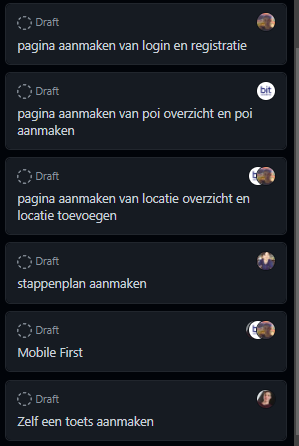 Draft
pagina aanmaken van login en registratie
Draft
bit
pagina aanmaken van poi overzicht en poi
aanmaken
Draft
pagina aanmaken van locatie overzicht en
locatie toevoegen
Draft
stappenplan aanmaken
Draft
Mobile First
Draft
Zelf een toets aanmaken